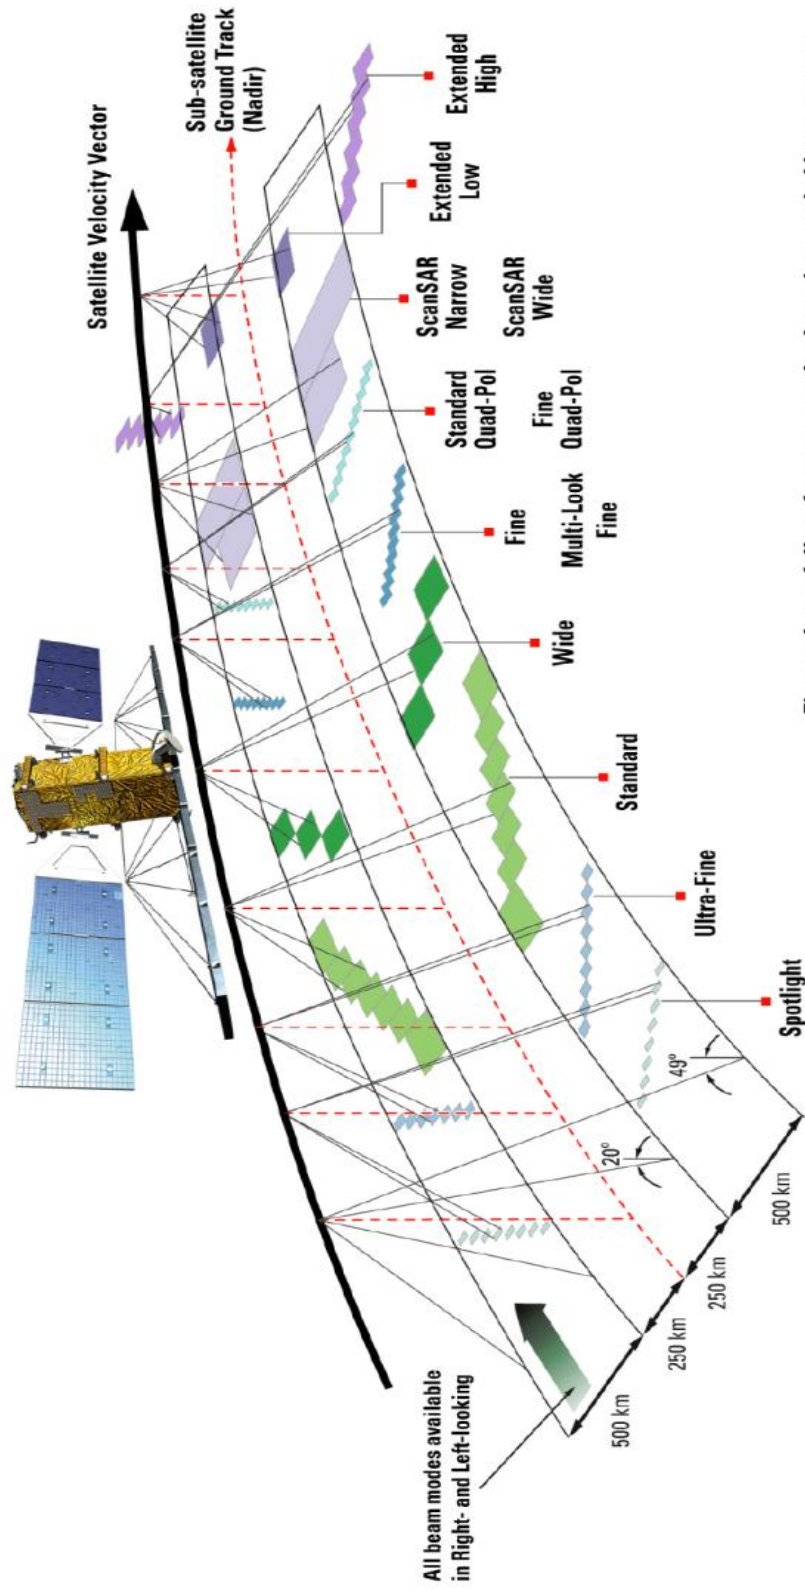 Satellite Velocity Vector
Sub-satellite
Ground Track
(Nadir)
Extended
High
Extended
Low
ScanSAR
Narrow
ScanSAR
Wide
Standard
Quad-Pol
Fine
Quad-Pol
Fine
Multi-Look
Fine
Wide
Standard
Ultra-Fine
Spotlight
49º
20º
500 km
250 km
250 km
500 km
All beam modes available
in Right- and Left-looking